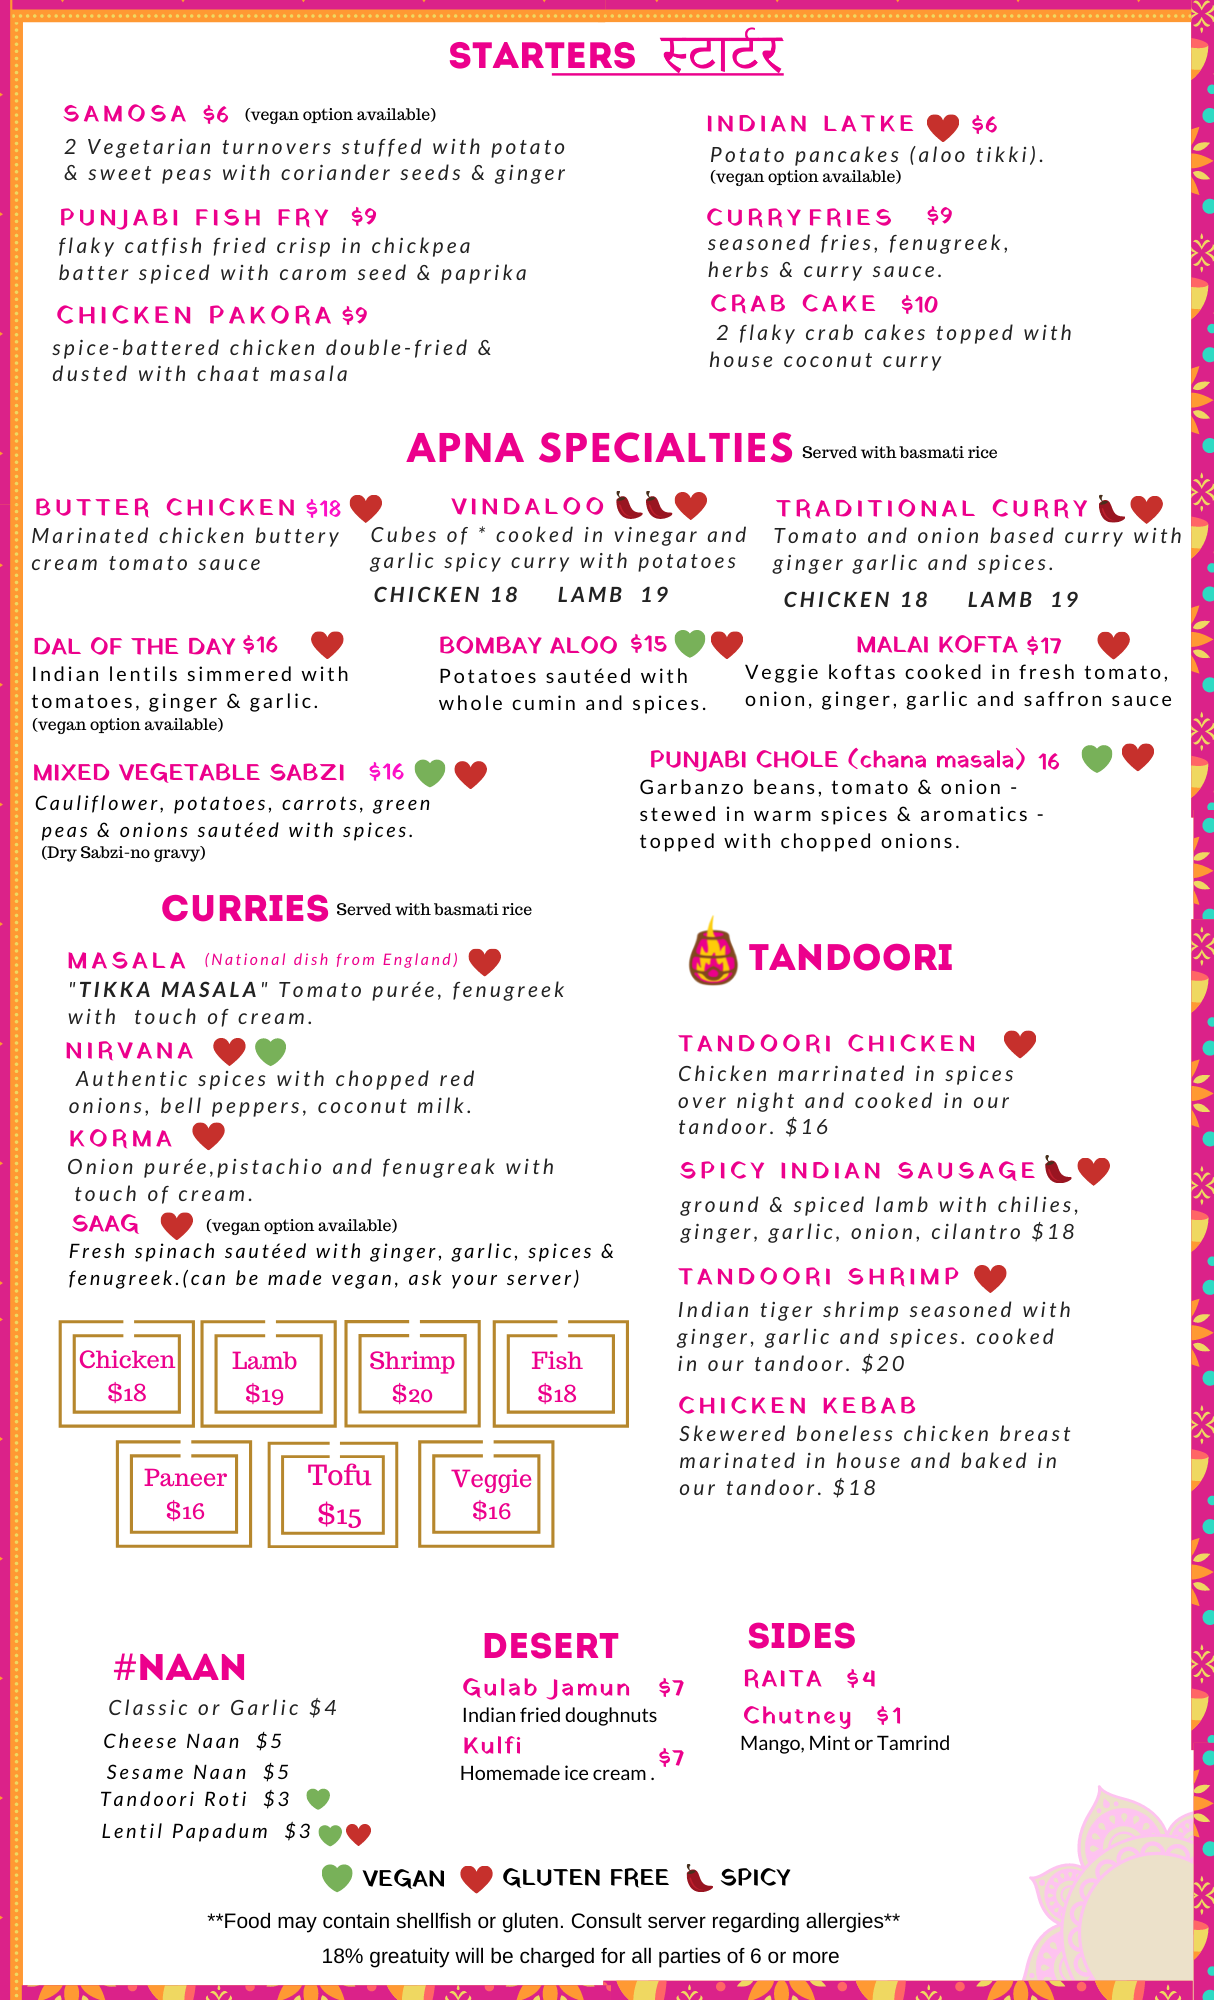 STARTERS स्टार्टर
SAMOSA $6 (vegan option available)
2 Vegetarian turnovers stuffed with potato
& sweet peas with coriander seeds & ginger
PUNJABI FISH FRY $9
flaky catfish fried crisp in chickpea
batter spiced with carom seed & paprika
CHICKEN PAKORA $9
spice-battered chicken double-fried &
dusted with chaat masala
INDIAN LATKE $6
Potato pancakes (aloo tikki).
(vegan option available)
CURRYFRIES $9
seasoned fries, fenugreek,
herbs & curry sauce.
CRAB CAKE $10
2 flaky crab cakes topped with
house coconut curry
APNA SPECIALTIES Served with basmati rice
BUTTER CHICKEN $18
Marinated chicken buttery
cream tomato sauce
VINDALOO
Cubes of * cooked in vinegar and
garlic spicy curry with potatoes
CHICKEN 18 LAMB 19
TRADITIONAL CURRY
Tomato and onion based curry with
ginger garlic and spices.
CHICKEN 18 LAMB 19
DAL OF THE DAY $16
Indian lentils simmered with
tomatoes, ginger & garlic.
(vegan option available)
BOMBAY ALOO $15
Potatoes sautéed with
whole cumin and spices.
MALAI KOFTA $17
Veggie koftas cooked in fresh tomato,
onion, ginger, garlic and saffron sauce
MIXED VEGETABLE SABZI $16
Cauliflower, potatoes, carrots, green
peas & onions sautéed with spices.
(Dry Sabzi-no gravy)
PUNJABI CHOLE (chana masala) 16
Garbanzo beans, tomato & onion -
stewed in warm spices & aromatics -
topped with chopped onions.
CURRIES Served with basmati rice
MASALA (National dish from England)
"TIKKA MASALA" Tomato purée, fenugreek
with touch of cream.
NIRVANA
Authentic spices with chopped red
onions, bell peppers, coconut milk.
KORMA
Onion purée,pistachio and fenugreak with
touch of cream.
SAAG (vegan option available)
Fresh spinach sautéed with ginger, garlic, spices &
fenugreek.(can be made vegan, ask your server)
Chicken
$18
Lamb
$19
Shrimp
$20
Fish
$18
Paneer
$16
Tofu
$15
Veggie
$16
TANDOORI
TANDOORI CHICKEN
Chicken marrinated in spices
over night and cooked in our
tandoor. $16
SPICY INDIAN SAUSAGE
ground & spiced lamb with chilies,
ginger, garlic, onion, cilantro $18
TANDOORI SHRIMP
Indian tiger shrimp seasoned with
ginger, garlic and spices. cooked
in our tandoor. $20
CHICKEN KEBAB
Skewered boneless chicken breast
marinated in house and baked in
our tandoor. $18
#NAAN
Classic or Garlic $4
Cheese Naan $5
Sesame Naan $5
Tandoori Roti $3
Lentil Papadum $3
DESERT
Gulab Jamun $7
Indian fried doughnuts
Kulfi $7
Homemade ice cream .
SIDES
RAITA $4
Chutney $1
Mango, Mint or Tamrind
VEGAN GLUTEN FREE SPICY
**Food may contain shellfish or gluten. Consult server regarding allergies**
18% greatuity will be charged for all parties of 6 or more